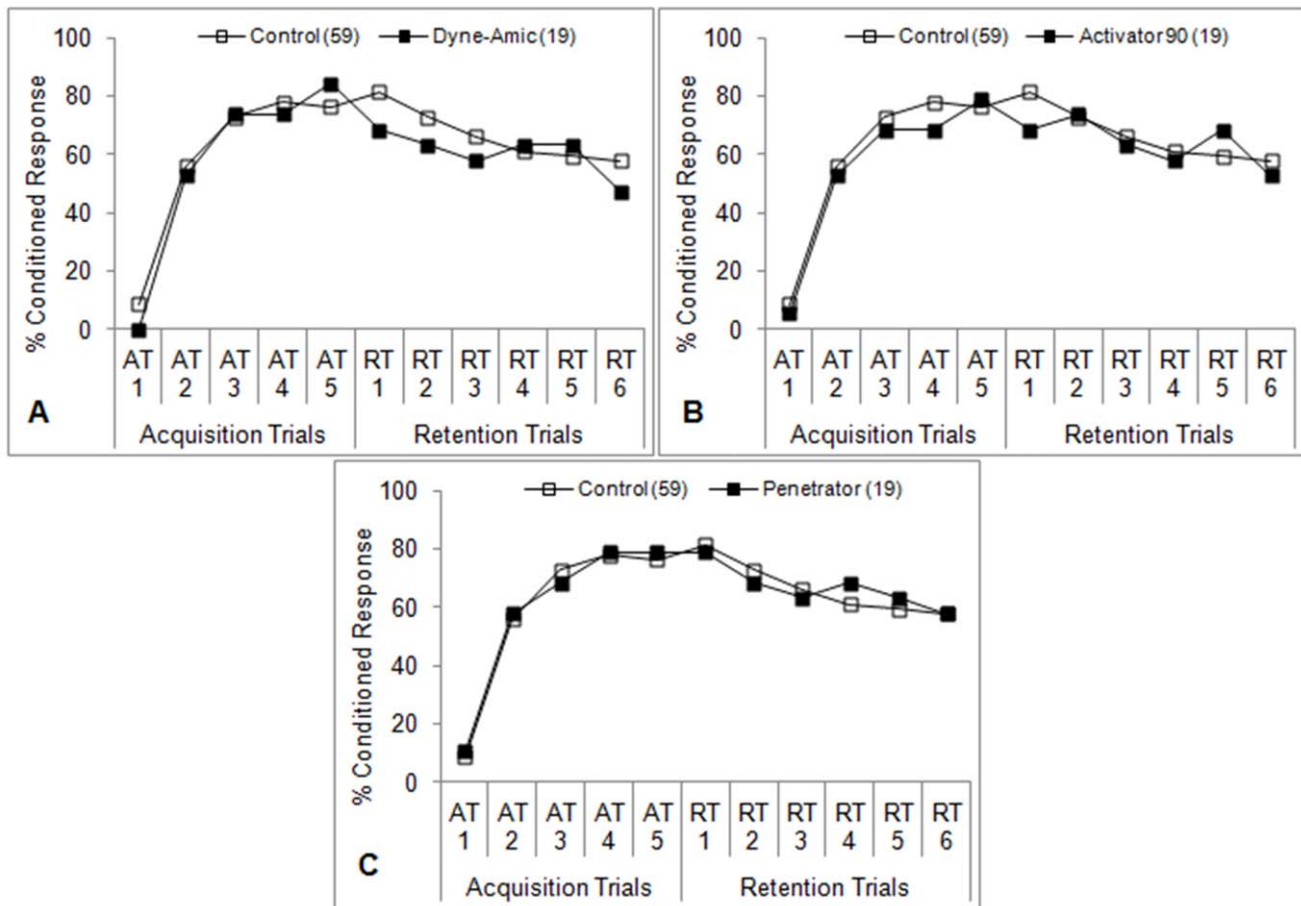 Control (59) Dyne-Amic (19)
% Conditioned Response
100
80
60
40
20
0
AT 1 AT 2 AT 3 AT 4 AT 5 RT 1 RT 2 RT 3 RT 4 RT 5 RT 6
Acquisition Trials Retention Trials
A
Control (59) Activator 90 (19)
% Conditioned Response
100
80
60
40
20
0
AT 1 AT 2 AT 3 AT 4 AT 5 RT 1 RT 2 RT 3 RT 4 RT 5 RT 6
Acquisition Trials Retention Trials
B
Control (59) Penetrator (19)
% Conditioned Response
100
80
60
40
20
0
AT 1 AT 2 AT 3 AT 4 AT 5 RT 1 RT 2 RT 3 RT 4 RT 5 RT 6
Acquisition Trials Retention Trials
C